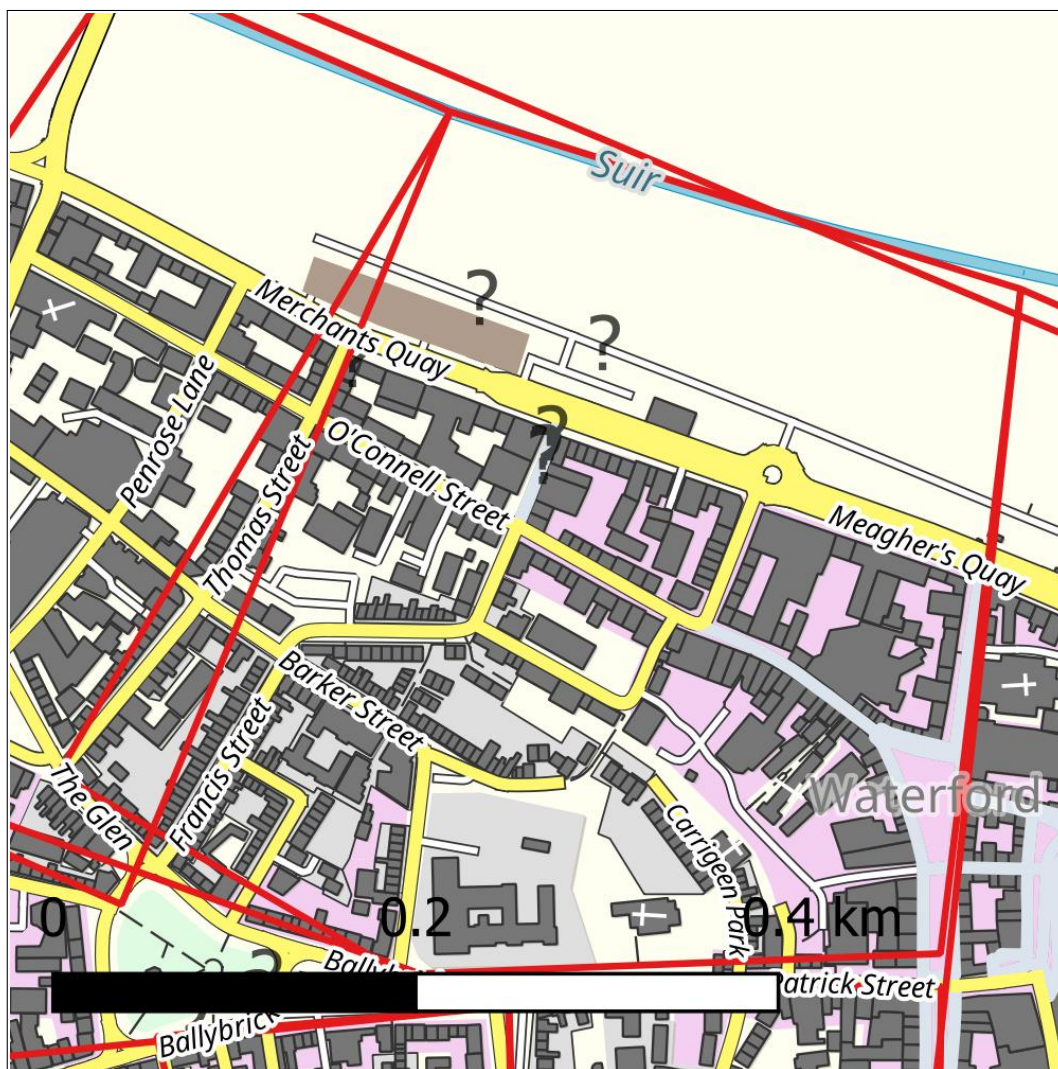 Suir
?
?
?
?
Merchants Quay
Penrose Lane
O'Connell Street
Thomas Street
Meagher's Quay
Barker Street
Francis Street
The Glen
Waterford
Carrigeen Park
0 0.2 0.4 km
Patrick Street